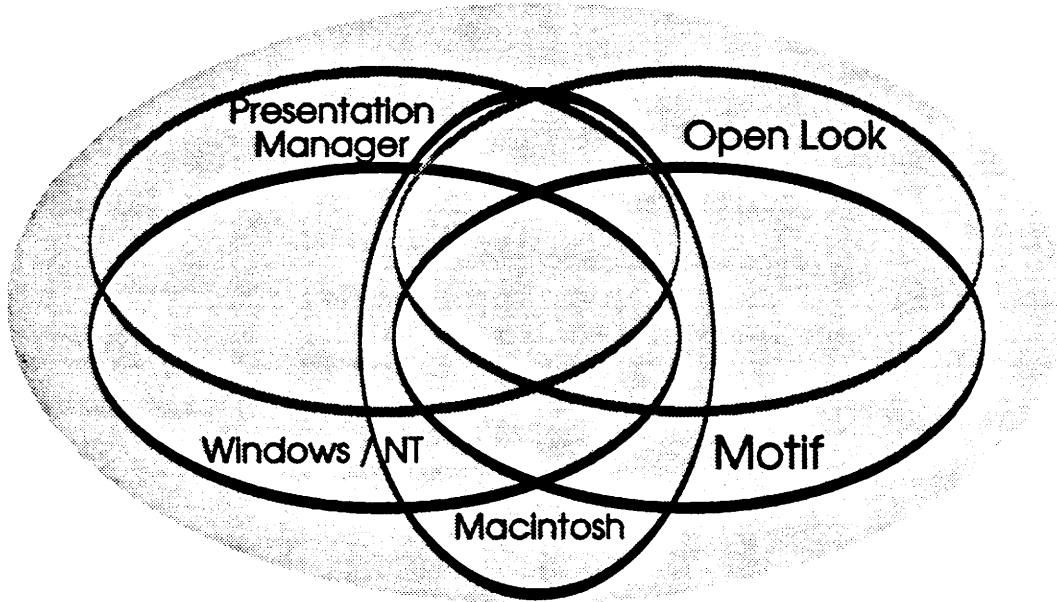 Presentation
Manager
Open Look
Windows /NT
Motif
Macintosh